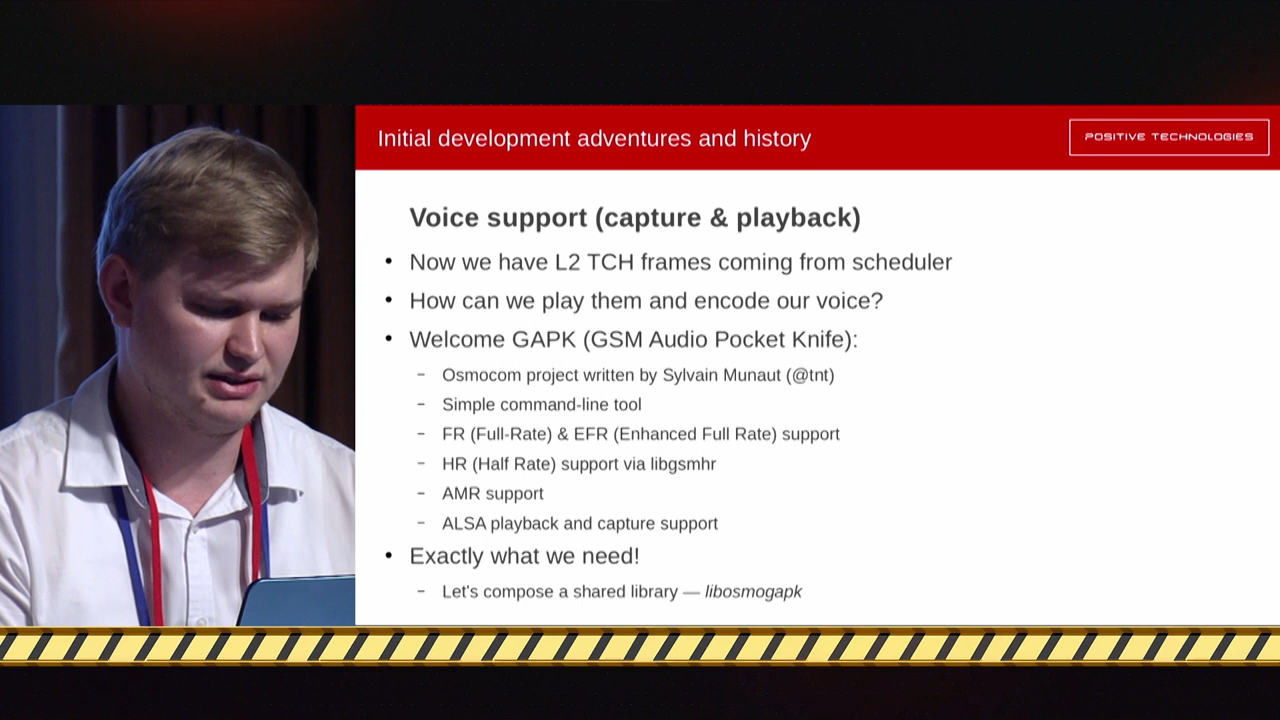 Initial development adventures and history
POSITIVE TECHNOLOGIES
Voice support (capture & playback)
• Now we have L2 TCH frames coming from scheduler
• How can we play them and encode our voice?
• Welcome GAPK (GSM Audio Pocket Knife):
– Osmocom project written by Sylvain Munaut (@tnt)
– Simple command-line tool
– FR (Full-Rate) & EFR (Enhanced Full Rate) support
– HR (Half Rate) support via libgsmhr
– AMR support
– ALSA playback and capture support
• Exactly what we need!
– Let's compose a shared library — libosmogapk